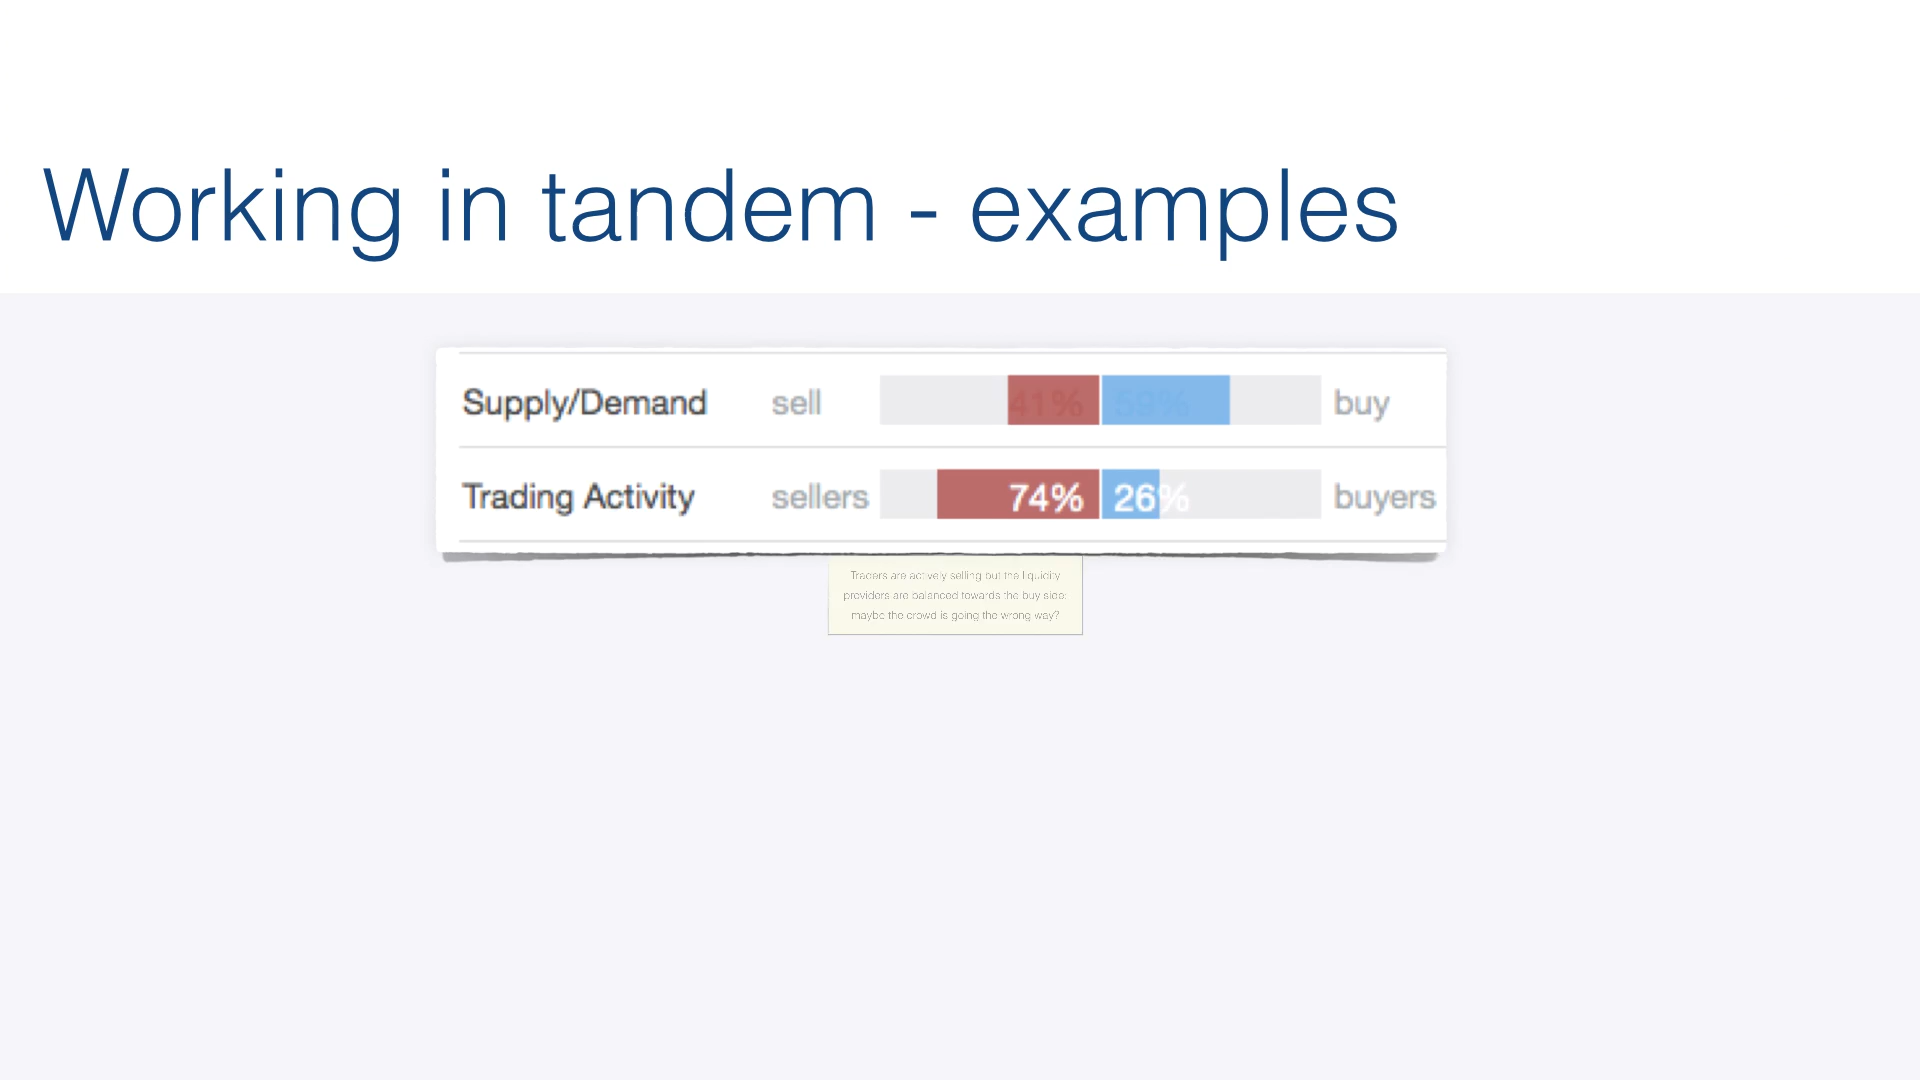 Working in tandem - examples
Supply/Demand sell 41% 59% buy
Trading Activity sellers 74% 26% buyers
Traders are actively selling but the liquidity
providers are balanced towards the buy side:
maybe the crowd is going the wrong way?